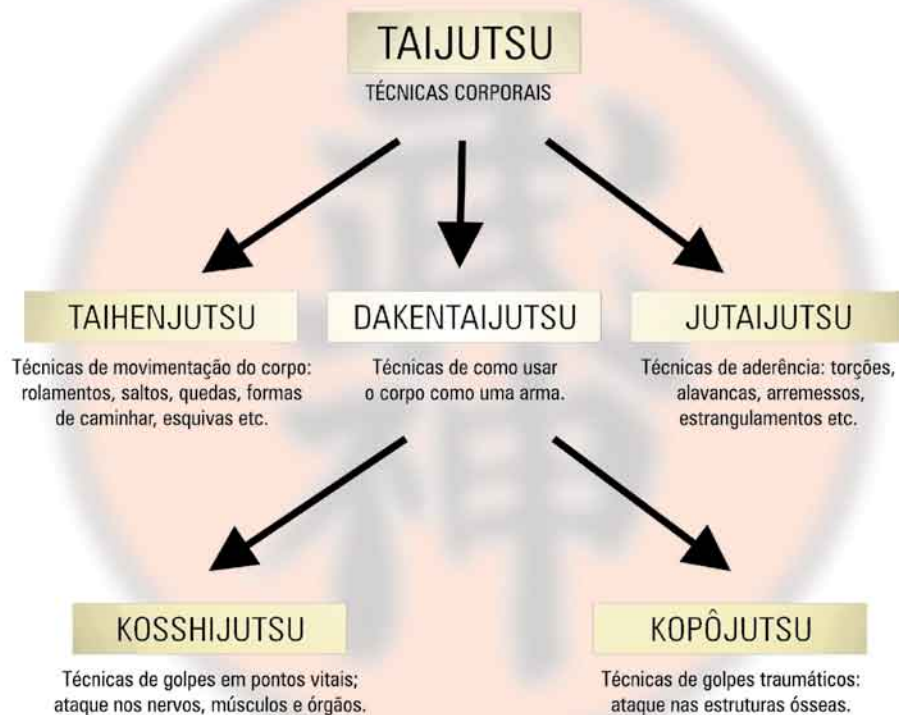 TAIJUTSU
TÉCNICAS CORPORAIS
TAIHENJUTSU
Técnicas de movimentação do corpo:
rolamentos, saltos, quedas, formas
de caminhar, esquivas etc.
DAKENTAIJUTSU
Técnicas de como usar
o corpo como uma arma.
JUTAIJUTSU
Técnicas de aderência: torções,
alavancas, arremessos,
estrangulamentos etc.
KOSSHIJUTSU
Técnicas de golpes em pontos vitais;
ataque nos nervos, músculos e órgãos.
KOPÔJUTSU
Técnicas de golpes traumáticos:
ataque nas estruturas ósseas.
武
神